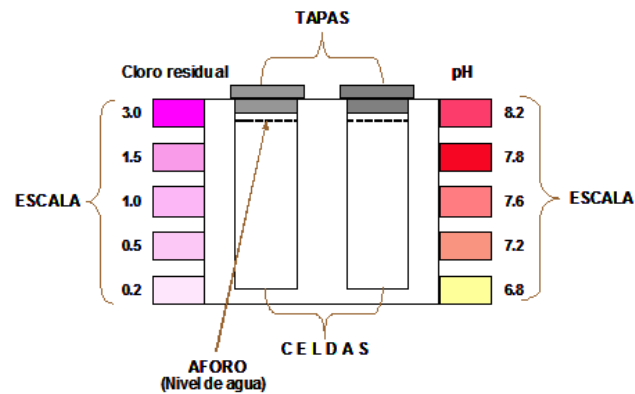 TAPAS
Cloro residual
pH
3.0
8.2
1.5
7.8
1.0
7.6
ESCALA
ESCALA
0.5
7.2
0.2
6.8
CELDAS
AFORO
(Nivel de agua)